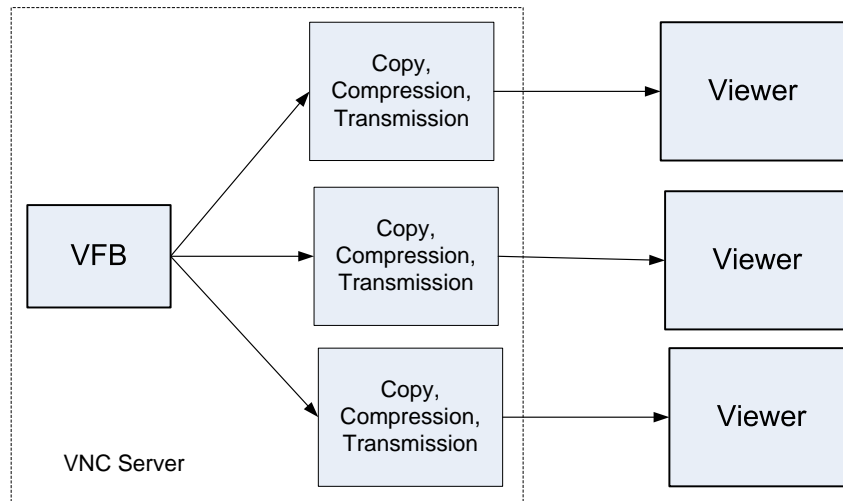 Copy,
Compression,
Transmission
Viewer
VFB
Copy,
Compression,
Transmission
Viewer
Copy,
Compression,
Transmission
Viewer
VNC Server